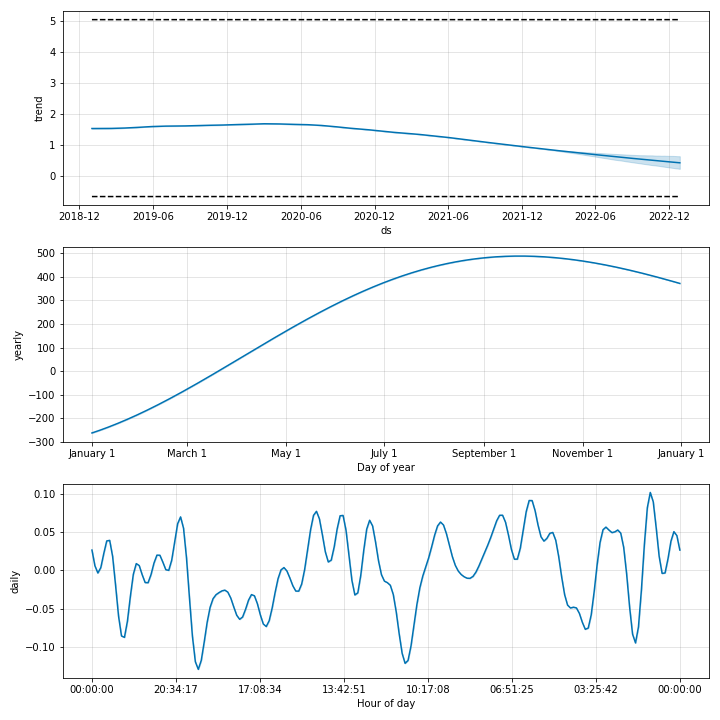 5
4
3
2
1
0
trend
2018-12 2019-06 2019-12 2020-06 2020-12 2021-06 2021-12 2022-06 2022-12
ds
500
400
300
200
100
0
−100
−200
−300
yearly
January 1 March 1 May 1 July 1 September 1 November 1 January 1
Day of year
0.10
0.05
0.00
−0.05
−0.10
daily
00:00:00 20:34:17 17:08:34 13:42:51 10:17:08 06:51:25 03:25:42 00:00:00
Hour of day